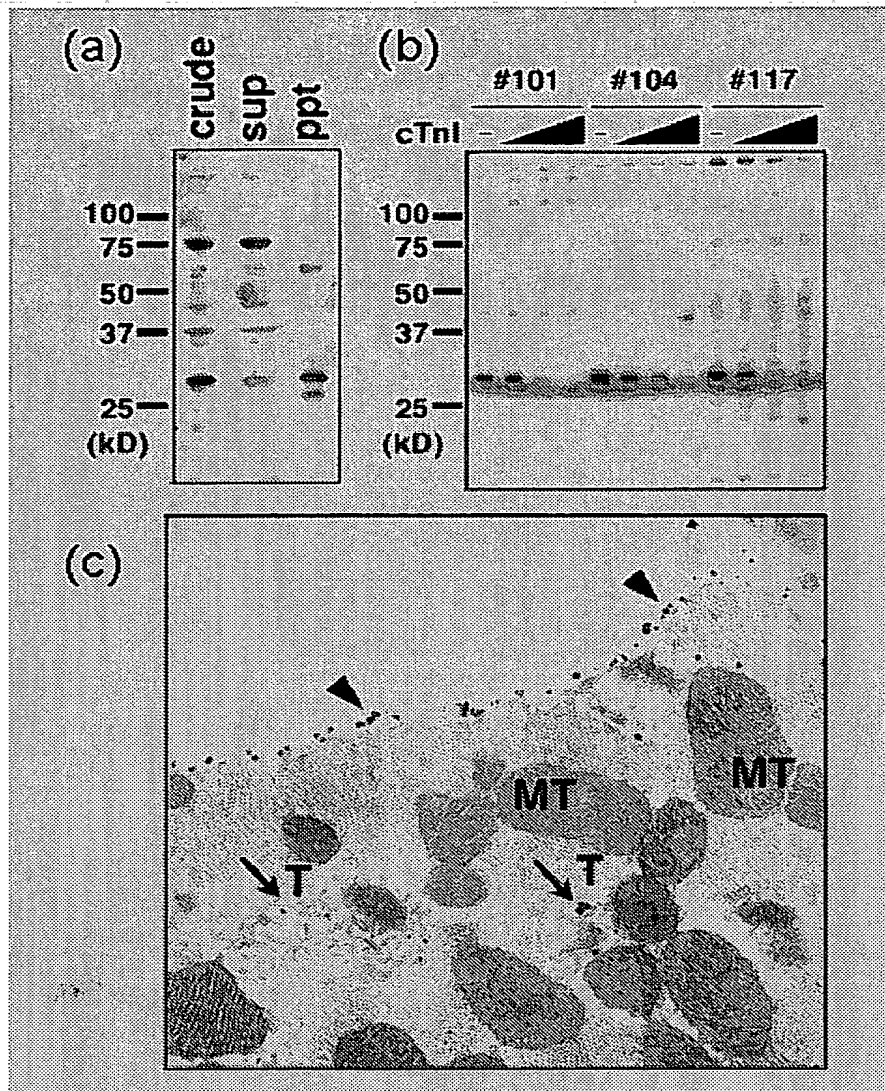 (a)
crude sup ppt
100
75
50
37
25
(kD)
(b)
#101 #104 #117
cTnI –
–
–
100
75
50
37
25
(kD)
(c)
MT
MT
T
T